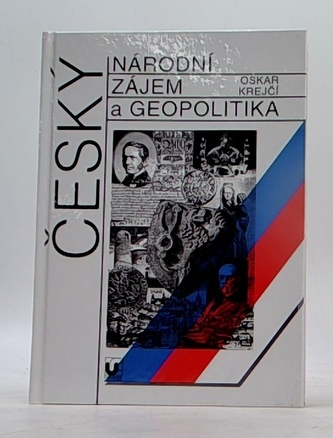 ČESKÝ
NÁRODNÍ
ZÁJEM
a GEOPOLITIKA
OSKAR
KREJČÍ